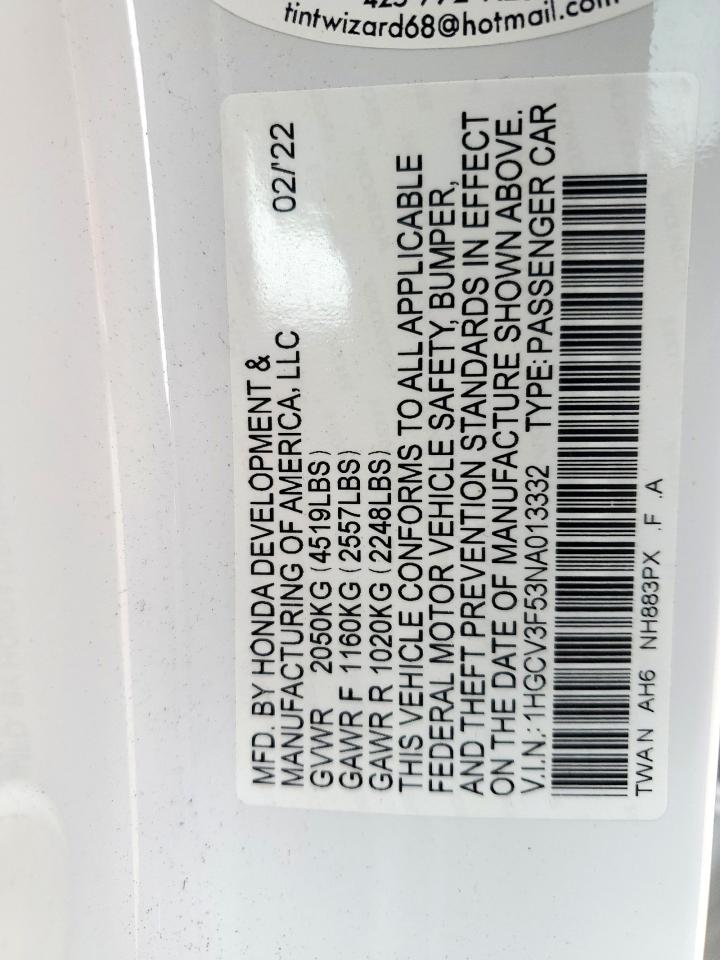 tintwizard68@hotmail.com
MFD. BY HONDA DEVELOPMENT &
MANUFACTURING OF AMERICA, LLC 02/'22
GVWR 2050KG (4519LBS)
GAWR F 1160KG (2557LBS)
GAWR R 1020KG (2248LBS)
THIS VEHICLE CONFORMS TO ALL APPLICABLE
FEDERAL MOTOR VEHICLE SAFETY, BUMPER,
AND THEFT PREVENTION STANDARDS IN EFFECT
ON THE DATE OF MANUFACTURE SHOWN ABOVE.
V.I.N.: 1HGCV3F53NA013332 TYPE: PASSENGER CAR
TWAN AH6 NH883PX .F .A